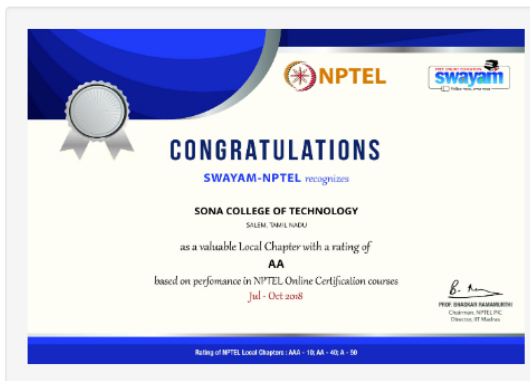 NPTEL
swayam
CONGRATULATIONS
SWAYAM-NPTEL recognizes
SONA COLLEGE OF TECHNOLOGY
SALEM, TAMIL NADU
as a valuable Local Chapter with a rating of
AA
based on perfomance in NPTEL Online Certification courses
Jul - Oct 2018
PROF. BHASKAR RAMAMURTHI
Chairman, NPTEL PIC
Director, IIT Madras
Rating of NPTEL Local Chapters : AAA - 10; AA - 40; A - 50